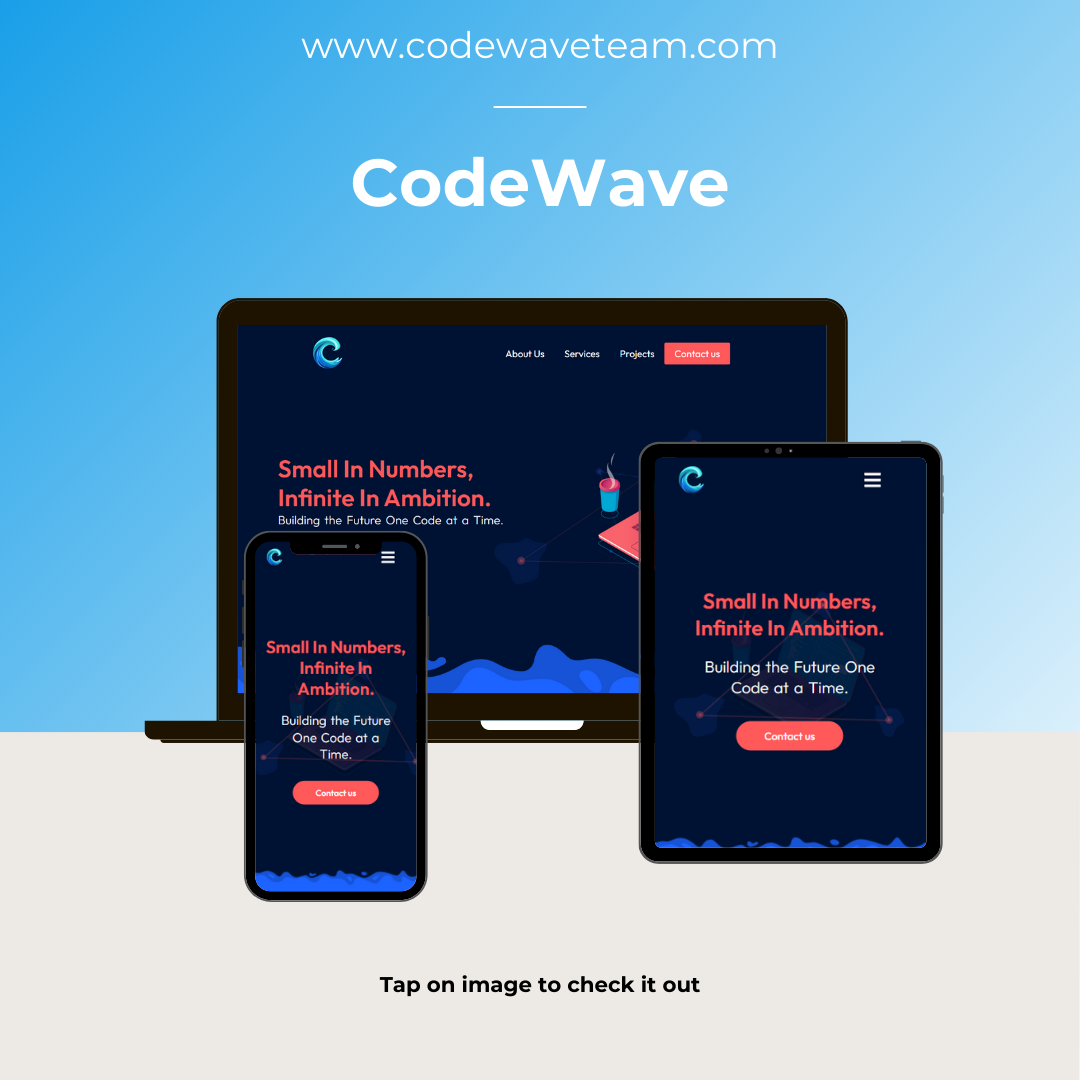 www.codewaveteam.com
CodeWave
About Us Services Projects Contact us
Small In Numbers,
Infinite In Ambition.
Building the Future One Code at a Time.
Small In Numbers,
Infinite In
Ambition.
Building the Future
One Code at a
Time.
Contact us
Small In Numbers,
Infinite In Ambition.
Building the Future One
Code at a Time.
Contact us
Tap on image to check it out